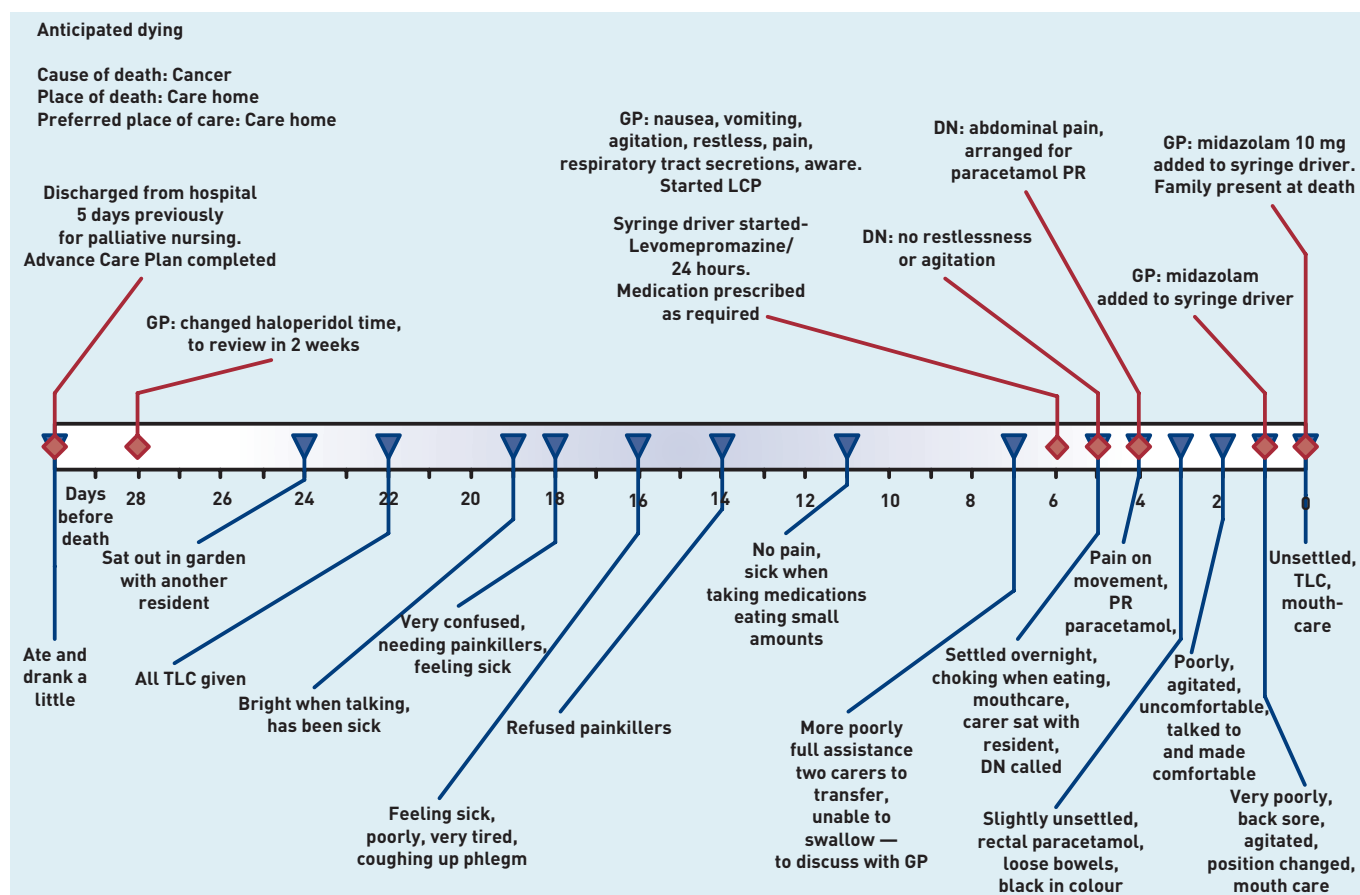 Anticipated dying
Cause of death: Cancer
Place of death: Care home
Preferred place of care: Care home
Discharged from hospital
5 days previously
for palliative nursing.
Advance Care Plan completed
GP: changed haloperidol time,
to review in 2 weeks
GP: nausea, vomiting,
agitation, restless, pain,
respiratory tract secretions, aware.
Started LCP
Syringe driver started-
Levomepromazine/
24 hours.
Medication prescribed
as required
DN: no restlessness
or agitation
DN: abdominal pain,
arranged for
paracetamol PR
GP: midazolam
added to syringe driver
GP: midazolam 10 mg
added to syringe driver.
Family present at death
Days
before
death
28 26 24 22 20 18 16 14 12 10 8 6 4 2 0
Ate and
drank a
little
Sat out in garden
with another
resident
All TLC given
Bright when talking,
has been sick
Very confused,
needing painkillers,
feeling sick
Feeling sick,
poorly, very tired,
coughing up phlegm
Refused painkillers
No pain,
sick when
taking medications
eating small
amounts
More poorly
full assistance
two carers to
transfer,
unable to
swallow —
to discuss with GP
Settled overnight,
choking when eating,
mouthcare,
carer sat with
resident,
DN called
Pain on
movement,
PR
paracetamol,
Slightly unsettled,
rectal paracetamol,
loose bowels,
black in colour
Poorly,
agitated,
uncomfortable,
talked to
and made
comfortable
Very poorly,
back sore,
agitated,
position changed,
mouth care
Unsettled,
TLC,
mouth-
care